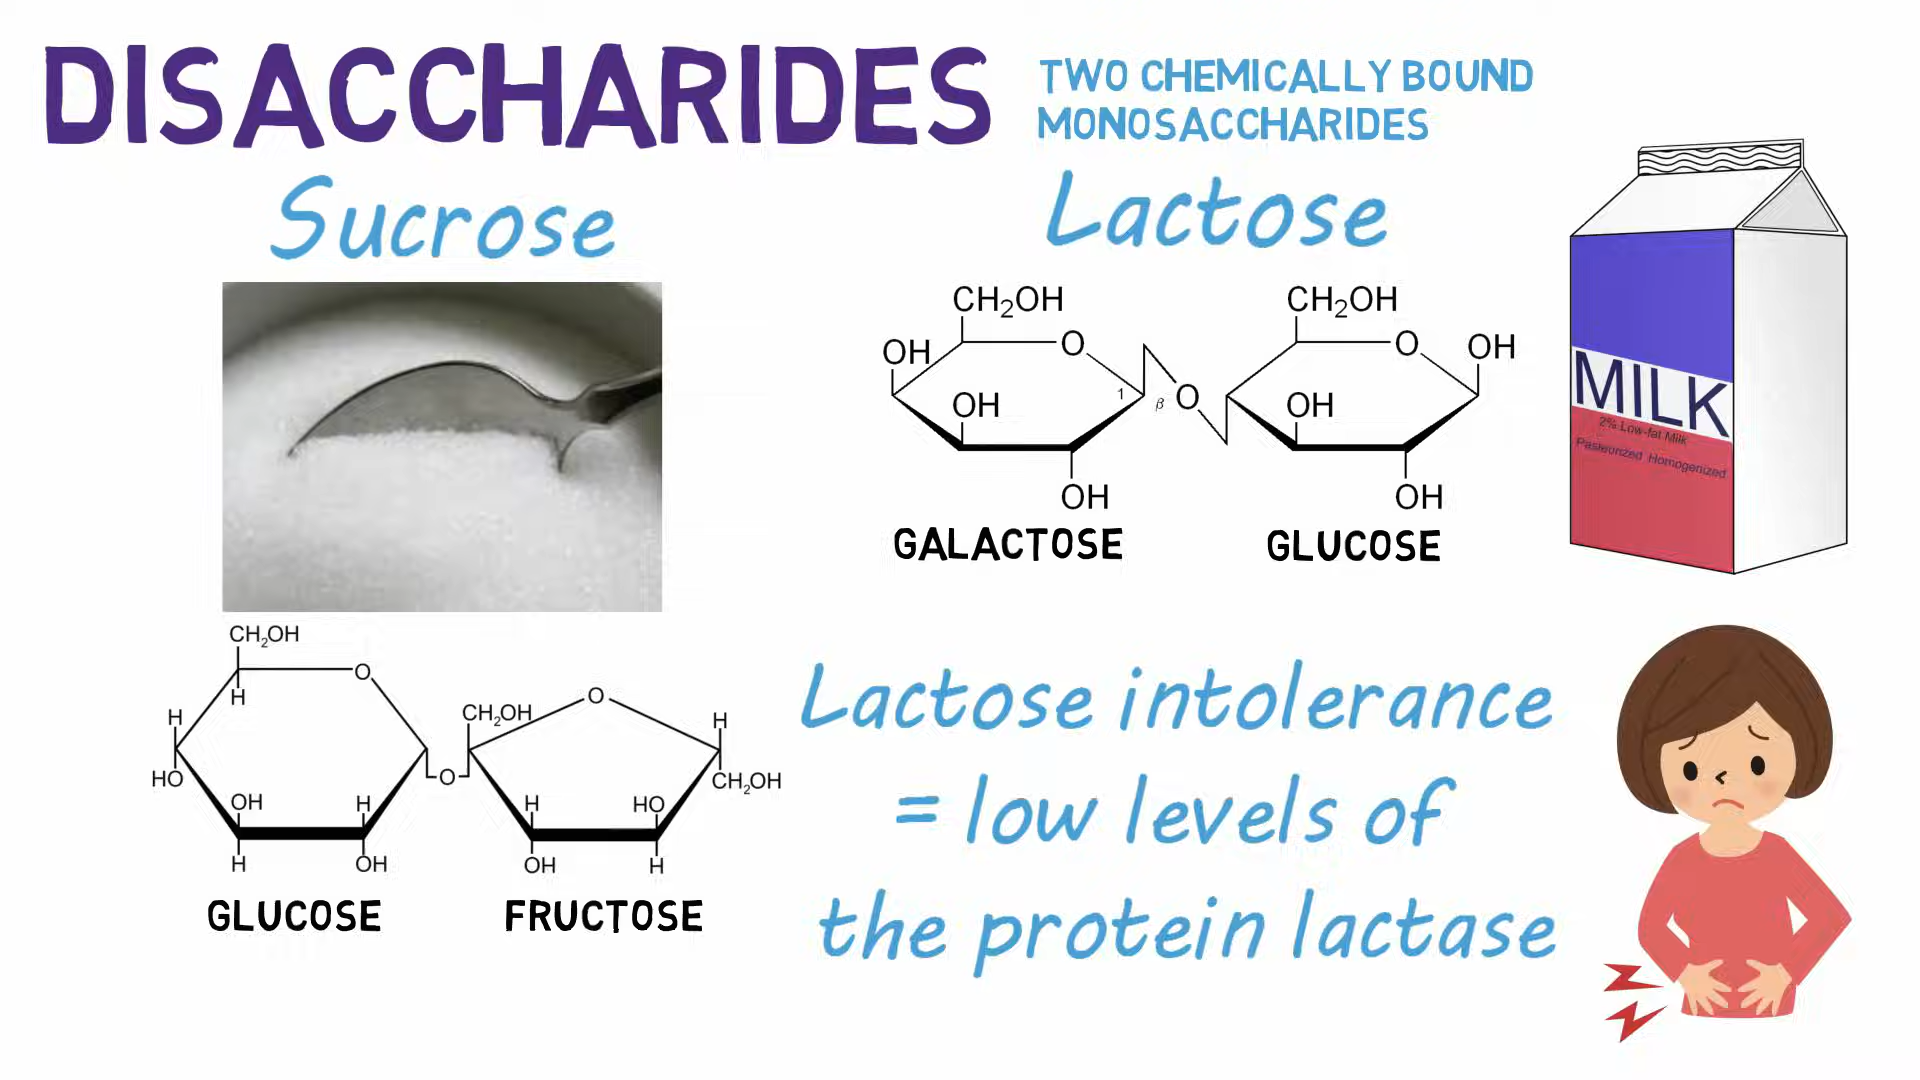 DISACCHARIDES
TWO CHEMICALLY BOUND
MONOSACCHARIDES
Sucrose
Lactose
CH2OH
O
OH
OH
1
β
OH
O
CH2OH
O
OH
OH
OH
GALACTOSE
GLUCOSE
MILK
2% Low-fat Milk
Pasteurized Homogenized
CH2OH
O
H
H
HO
OH
H
H
OH
O
CH2OH
O
H
CH2OH
H
HO
OH
H
GLUCOSE
FRUCTOSE
Lactose intolerance
= low levels of
the protein lactase